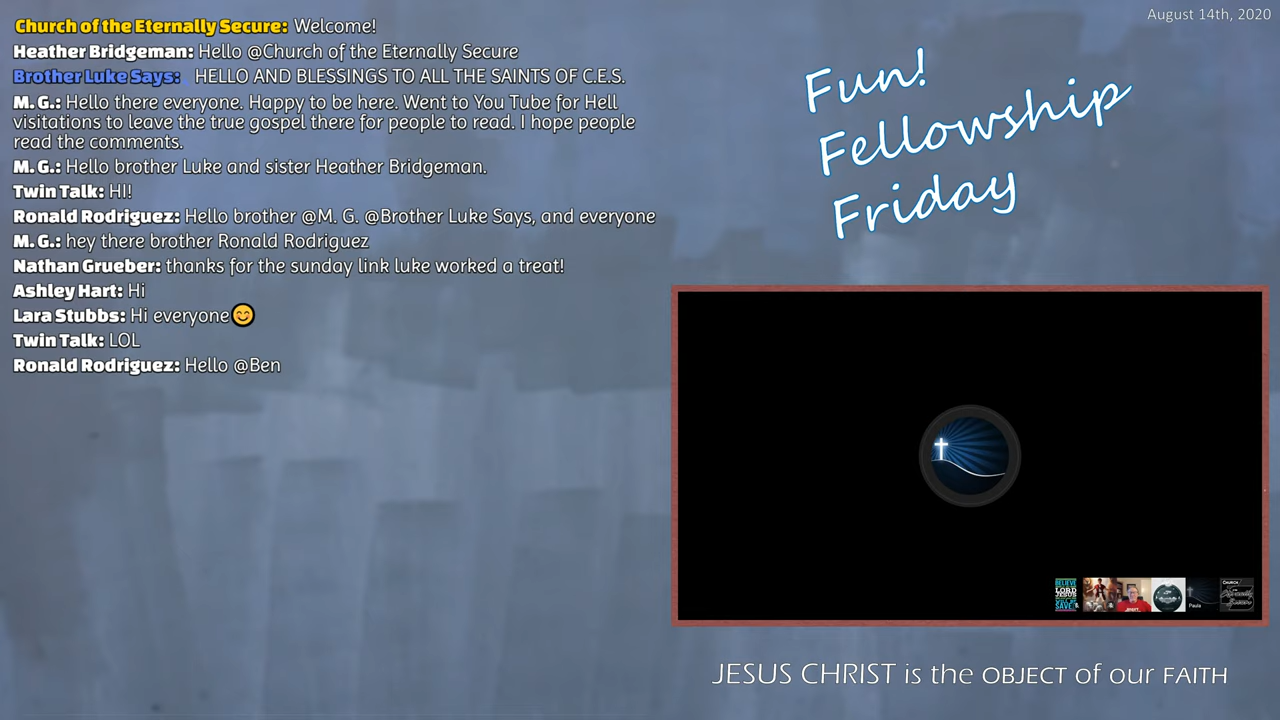 August 14th, 2020
Church of the Eternally Secure: Welcome!
Heather Bridgeman: Hello @Church of the Eternally Secure
Brother Luke Says: HELLO AND BLESSINGS TO ALL THE SAINTS OF C.E.S.
M. G.: Hello there everyone. Happy to be here. Went to You Tube for Hell
visitations to leave the true gospel there for people to read. I hope people
read the comments.
M. G.: Hello brother Luke and sister Heather Bridgeman.
Twin Talk: HI!
Ronald Rodriguez: Hello brother @M. G. @Brother Luke Says, and everyone
M. G.: hey there brother Ronald Rodriguez
Nathan Grueber: thanks for the sunday link luke worked a treat!
Ashley Hart: Hi
Lara Stubbs: Hi everyone😊
Twin Talk: LOL
Ronald Rodriguez: Hello @Ben
Fun!
Fellowship
Friday
BELIEVE
LORD
JESUS
SAVE
Paula
CHURCH
JESUS CHRIST is the OBJECT of our FAITH